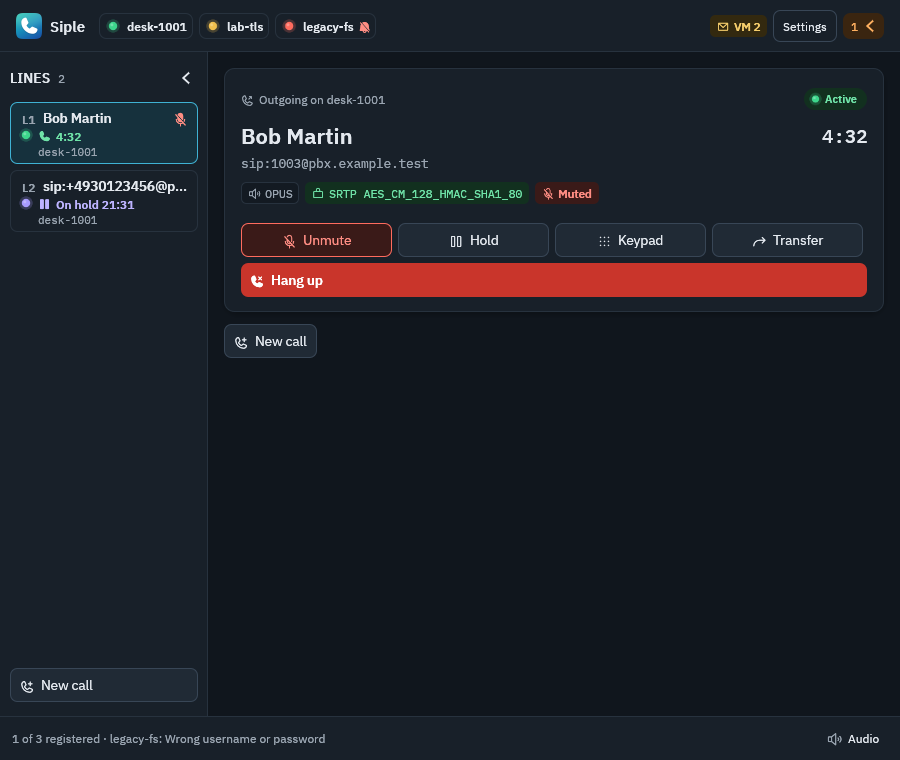 Siple desk-1001 lab-tls legacy-fs VM 2 Settings 1
LINES 2
L1 Bob Martin
4:32
desk-1001
L2 sip:+4930123456@p...
On hold 21:31
desk-1001
New call
Outgoing on desk-1001 Active
Bob Martin 4:32
sip:1003@pbx.example.test
OPUS SRTP AES_CM_128_HMAC_SHA1_80 Muted
Unmute Hold Keypad Transfer
Hang up
New call
1 of 3 registered · legacy-fs: Wrong username or password Audio